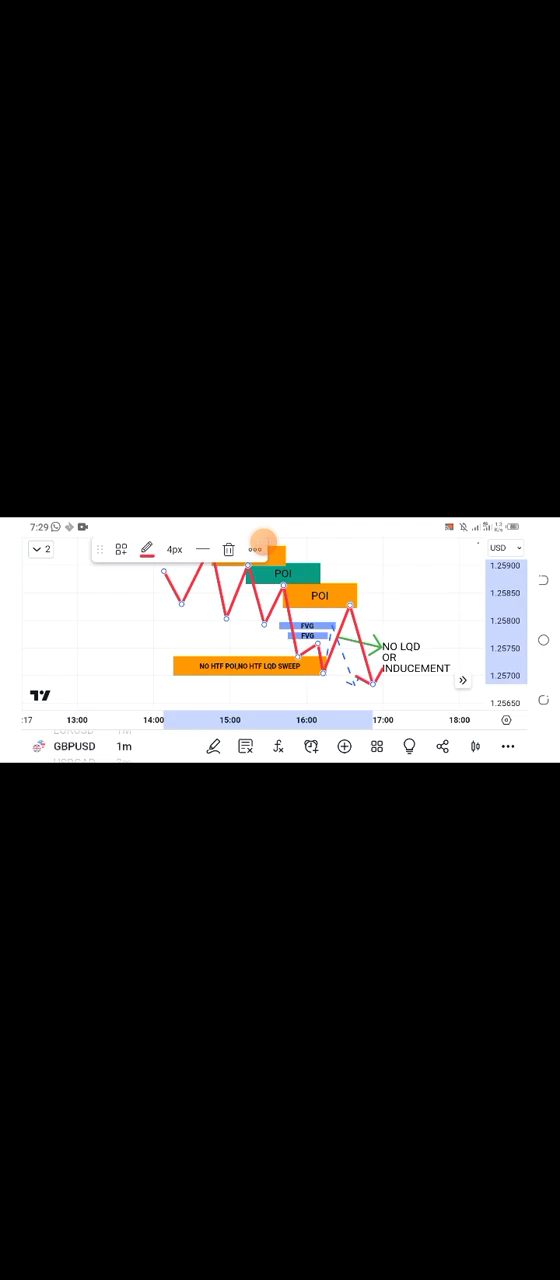 7:29
2
4px
USD
POI
POI
FVG
FVG
NO HTF POI,NO HTF LQD SWEEP
NO LQD
OR
INDUCEMENT
1.25900
1.25850
1.25800
1.25750
1.25700
1.25650
:17
13:00
14:00
15:00
16:00
17:00
18:00
GBPUSD
1m